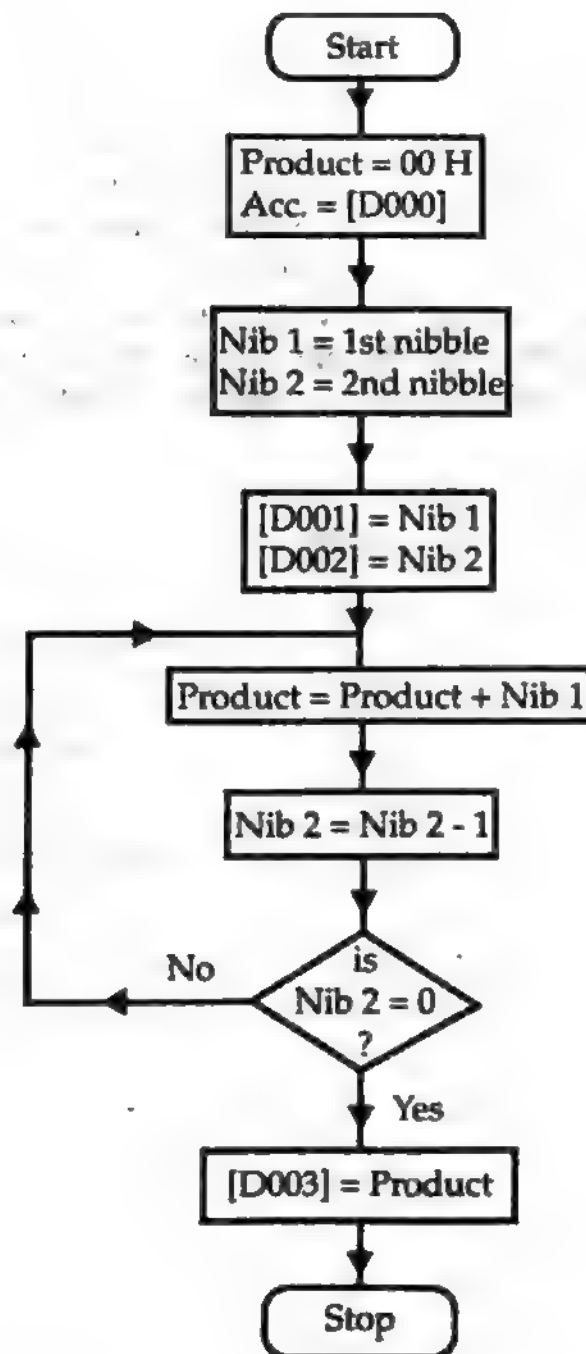 Start
Product = 00 H
Acc. = [D000]
Nib 1 = 1st nibble
Nib 2 = 2nd nibble
[D001] = Nib 1
[D002] = Nib 2
Product = Product + Nib 1
Nib 2 = Nib 2 - 1
is
Nib 2 = 0
?
No
Yes
[D003] = Product
Stop